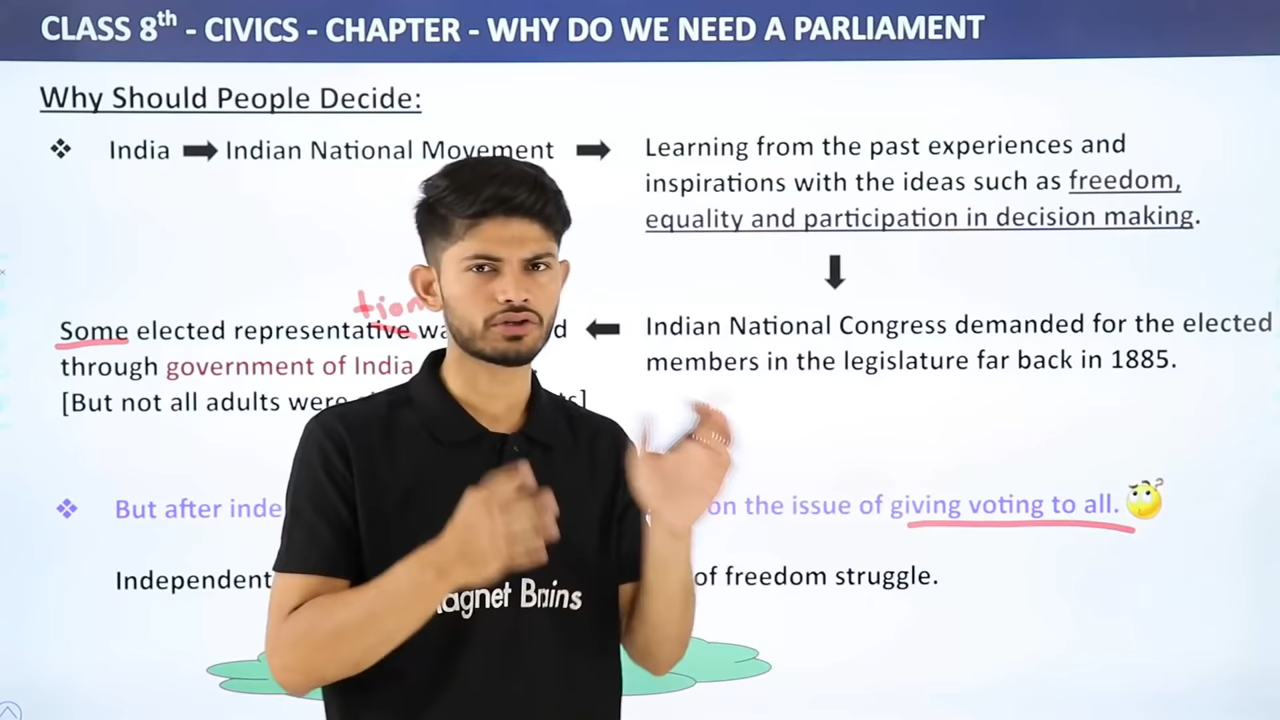 CLASS 8th - CIVICS - CHAPTER - WHY DO WE NEED A PARLIAMENT
Why Should People Decide:
❖ India ➡ Indian National Movement ➡ Learning from the past experiences and
inspirations with the ideas such as freedom,
equality and participation in decision making.
Indian National Congress demanded for the elected
members in the legislature far back in 1885.
tion
Some elected representative
through government of India
[But not all adults were
❖ But after on the issue of giving voting to all.
of freedom struggle.
Brains